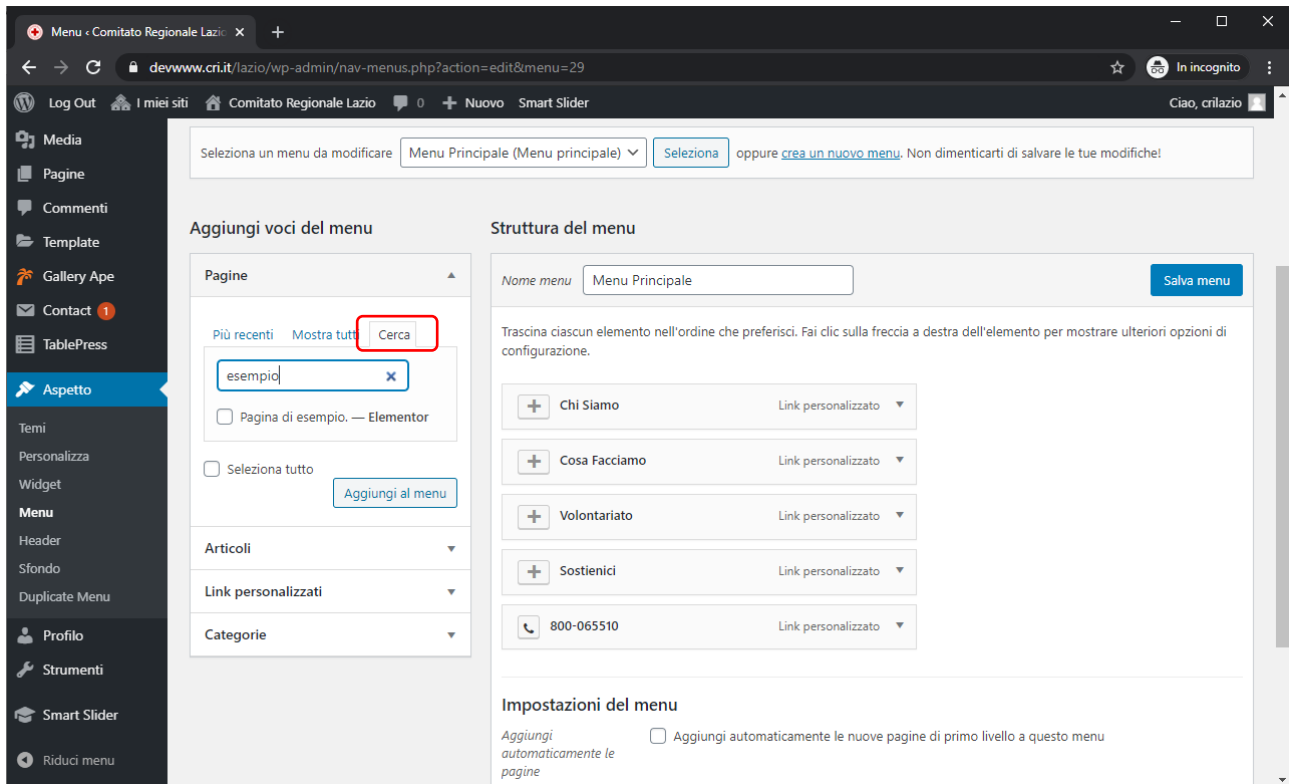 Menu ‹ Comitato Regionale Lazio
devwww.cri.it/lazio/wp-admin/nav-menus.php?action=edit&menu=29
In incognito
Log Out I miei siti Comitato Regionale Lazio 0 Nuovo Smart Slider Ciao, crilazio
Media
Pagine
Commenti
Template
Gallery Ape
Contact 1
TablePress
Aspetto
Temi
Personalizza
Widget
Menu
Header
Sfondo
Duplicate Menu
Profilo
Strumenti
Smart Slider
Riduci menu
Seleziona un menu da modificare Menu Principale (Menu principale) Seleziona oppure crea un nuovo menu. Non dimenticarti di salvare le tue modifiche!
Aggiungi voci del menu
Pagine
Più recenti Mostra tutti Cerca
esempio
Pagina di esempio. — Elementor
Seleziona tutto
Aggiungi al menu
Articoli
Link personalizzati
Categorie
Struttura del menu
Nome menu Menu Principale Salva menu
Trascina ciascun elemento nell'ordine che preferisci. Fai clic sulla freccia a destra dell'elemento per mostrare ulteriori opzioni di
configurazione.
Chi Siamo Link personalizzato
Cosa Facciamo Link personalizzato
Volontariato Link personalizzato
Sostienici Link personalizzato
800-065510 Link personalizzato
Impostazioni del menu
Aggiungi
automaticamente le
pagine
Aggiungi automaticamente le nuove pagine di primo livello a questo menu